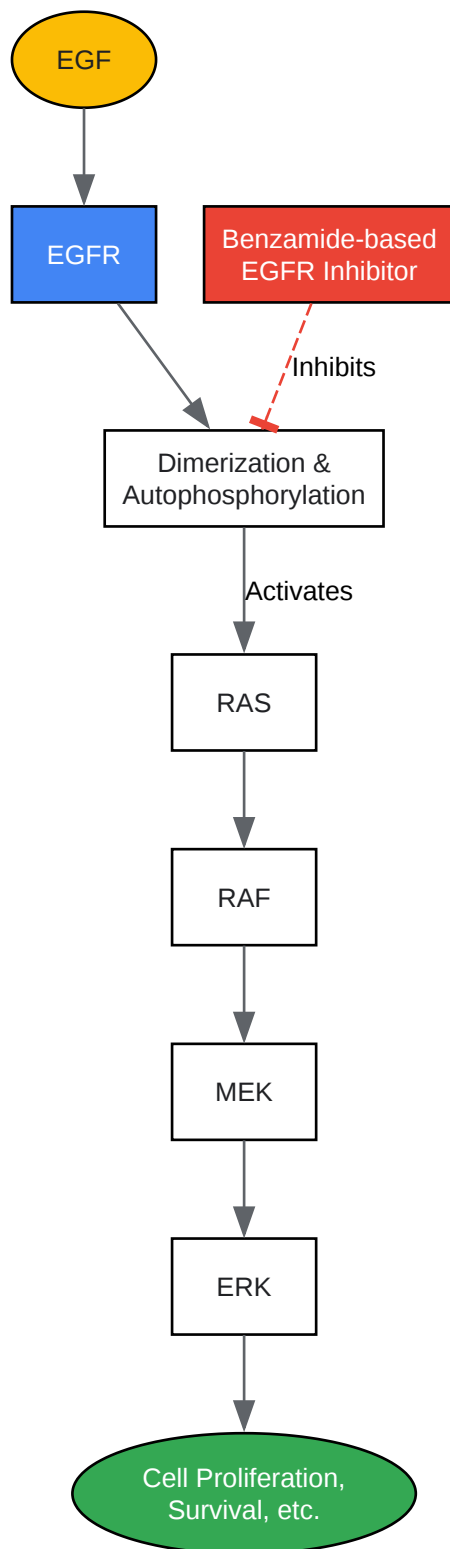 EGF
EGFR
Benzamide-based
EGFR Inhibitor
Inhibits
Dimerization &
Autophosphorylation
Activates
RAS
RAF
MEK
ERK
Cell Proliferation,
Survival, etc.